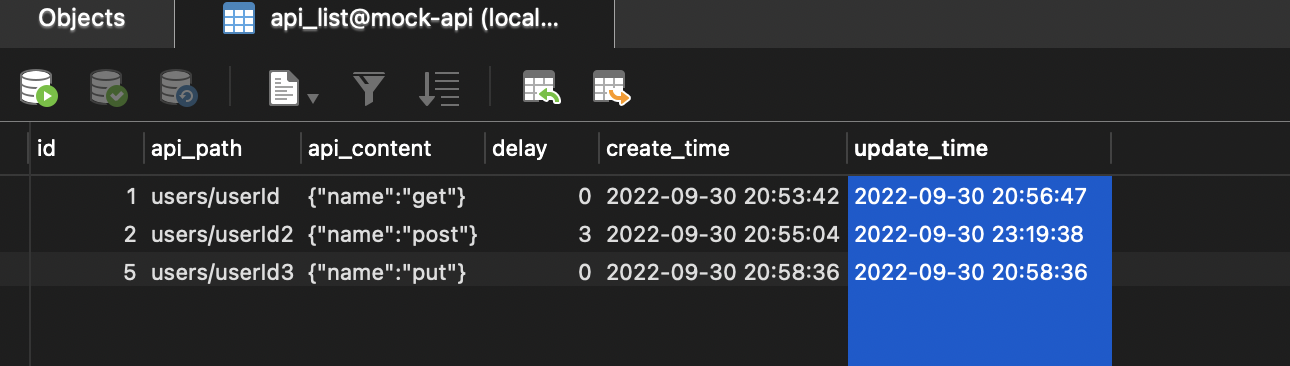 Objects
api_list@mock-api (local...
id api_path api_content delay create_time update_time
1 users/userId {"name":"get"} 0 2022-09-30 20:53:42 2022-09-30 20:56:47
2 users/userId2 {"name":"post"} 3 2022-09-30 20:55:04 2022-09-30 23:19:38
5 users/userId3 {"name":"put"} 0 2022-09-30 20:58:36 2022-09-30 20:58:36